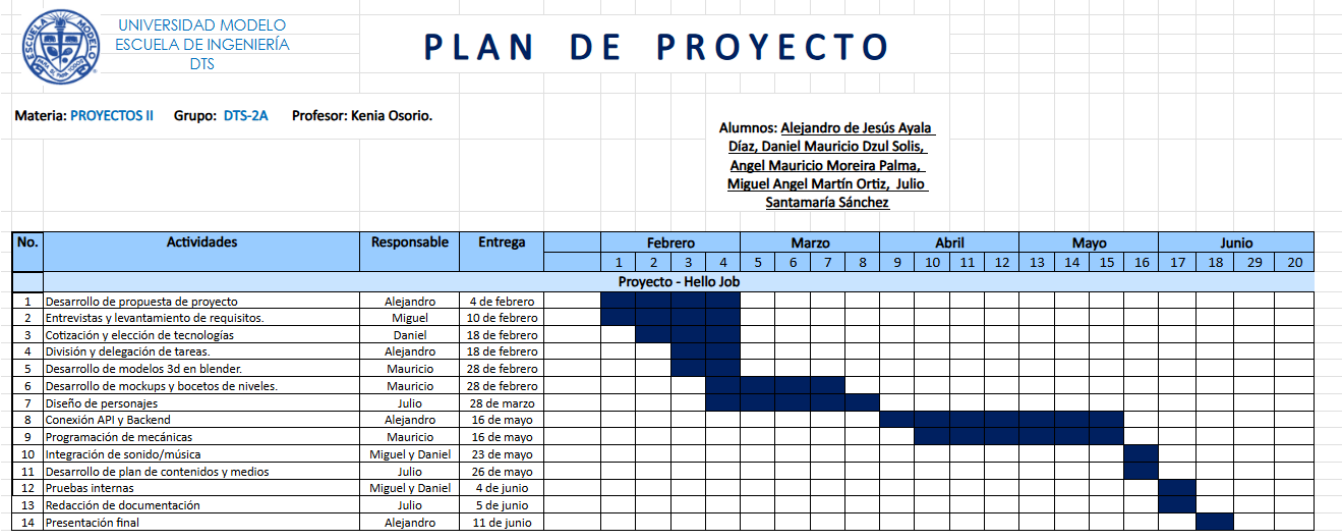 UNIVERSIDAD MODELO
ESCUELA DE INGENIERÍA
DTS
PLAN DE PROYECTO
Materia: PROYECTOS II Grupo: DTS-2A Profesor: Kenia Osorio.
Alumnos: Alejandro de Jesús Ayala
Díaz, Daniel Mauricio Dzul Solis,
Angel Mauricio Moreira Palma,
Miguel Angel Martín Ortiz, Julio
Santamaría Sánchez
No. Actividades Responsable Entrega Febrero Marzo Abril Mayo Junio
1 2 3 4 5 6 7 8 9 10 11 12 13 14 15 16 17 18 29 20
Proyecto - Hello Job
1 Desarrollo de propuesta de proyecto Alejandro 4 de febrero
2 Entrevistas y levantamiento de requisitos. Miguel 10 de febrero
3 Cotización y elección de tecnologías Daniel 18 de febrero
4 División y delegación de tareas. Alejandro 18 de febrero
5 Desarrollo de modelos 3d en blender. Mauricio 28 de febrero
6 Desarrollo de mockups y bocetos de niveles. Mauricio 28 de febrero
7 Diseño de personajes Julio 28 de marzo
8 Conexión API y Backend Alejandro 16 de mayo
9 Programación de mecánicas Mauricio 16 de mayo
10 Integración de sonido/música Miguel y Daniel 23 de mayo
11 Desarrollo de plan de contenidos y medios Julio 26 de mayo
12 Pruebas internas Miguel y Daniel 4 de junio
13 Redacción de documentación Julio 5 de junio
14 Presentación final Alejandro 11 de junio